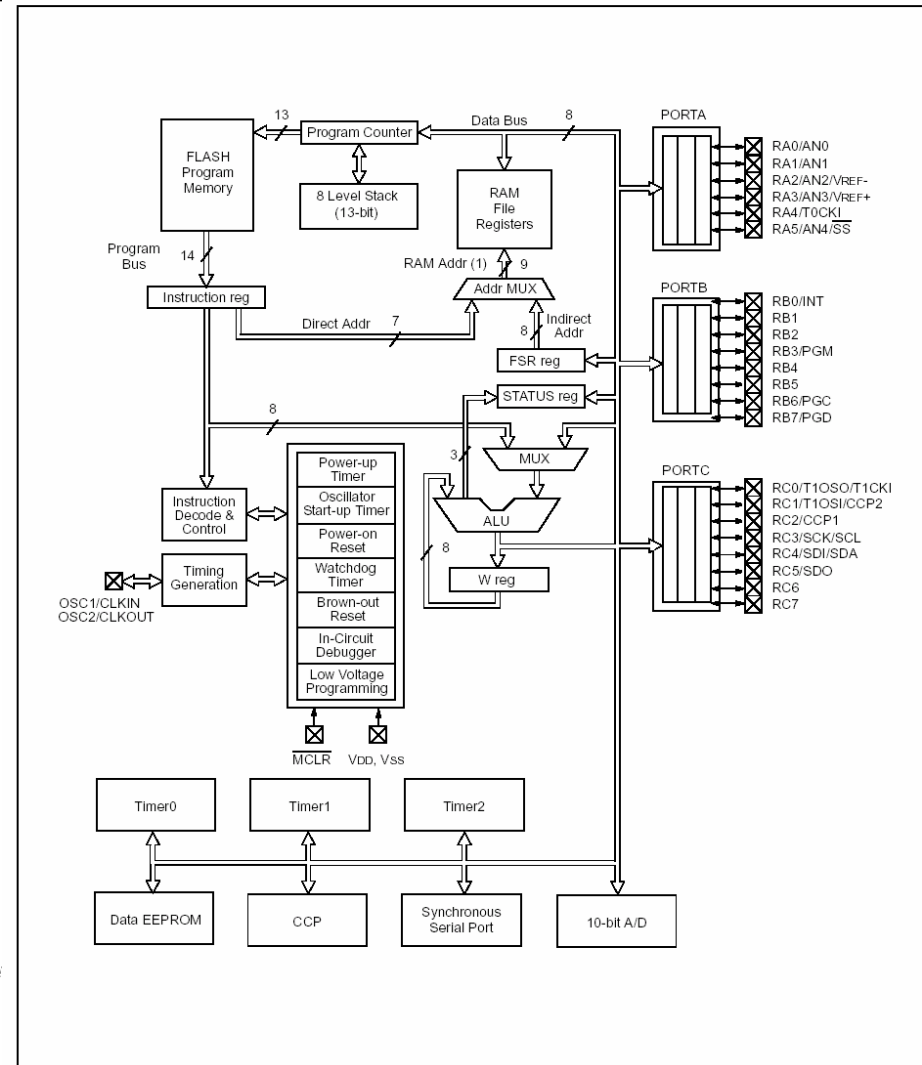 13
Data Bus
8
PORTA
FLASH
Program
Memory
Program Counter
8 Level Stack
(13-bit)
RAM
File
Registers
RA0/AN0
RA1/AN1
RA2/AN2/VREF-
RA3/AN3/VREF+
RA4/T0CKI
RA5/AN4/SS
Program
Bus
14
RAM Addr (1)
9
PORTB
Instruction reg
Addr MUX
Direct Addr
7
8
Indirect
Addr
FSR reg
STATUS reg
RB0/INT
RB1
RB2
RB3/PGM
RB4
RB5
RB6/PGC
RB7/PGD
8
3
MUX
PORTC
Power-up
Timer
Oscillator
Start-up Timer
Power-on
Reset
Watchdog
Timer
Brown-out
Reset
In-Circuit
Debugger
Low Voltage
Programming
Instruction
Decode &
Control
Timing
Generation
OSC1/CLKIN
OSC2/CLKOUT
ALU
8
W reg
RC0/T1OSO/T1CKI
RC1/T1OSI/CCP2
RC2/CCP1
RC3/SCK/SCL
RC4/SDI/SDA
RC5/SDO
RC6
RC7
MCLR
VDD, VSS
Timer0
Timer1
Timer2
Data EEPROM
CCP
Synchronous
Serial Port
10-bit A/D